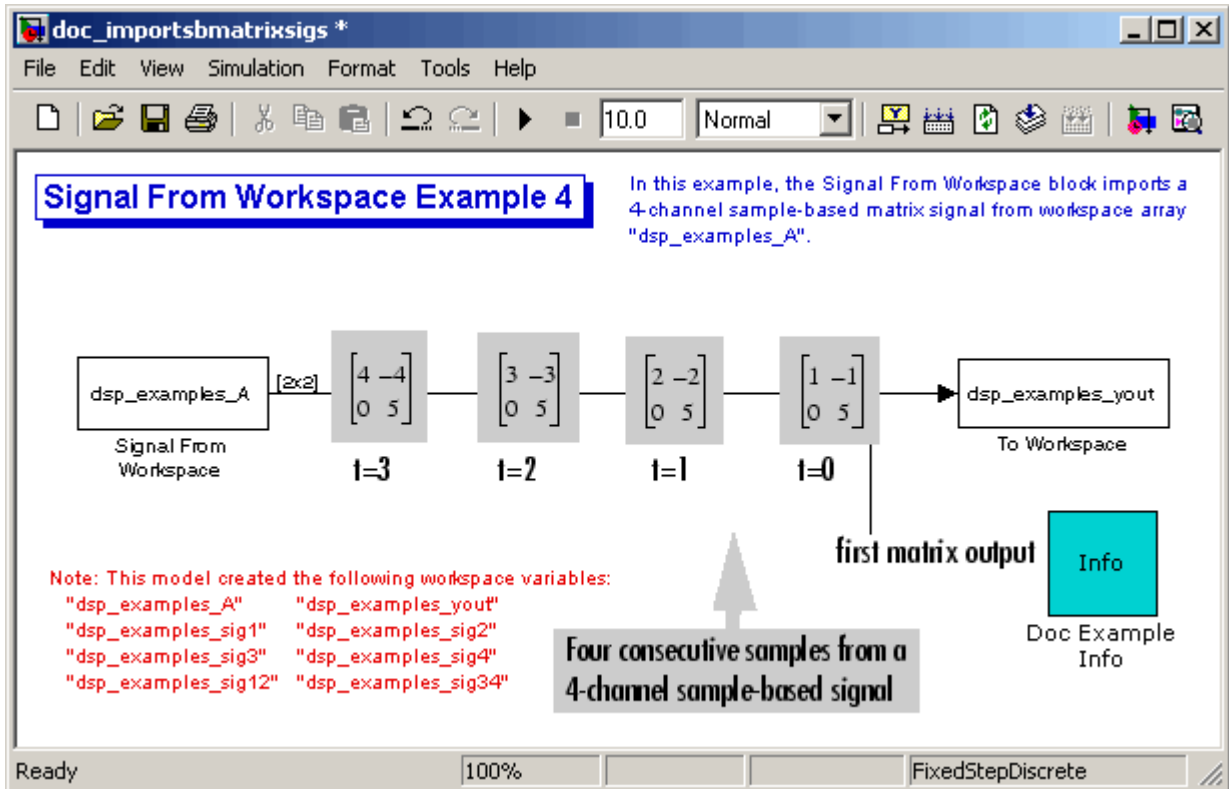 doc_importsbmatrixsigs *
File Edit View Simulation Format Tools Help
10.0 Normal
Signal From Workspace Example 4
In this example, the Signal From Workspace block imports a
4-channel sample-based matrix signal from workspace array
"dsp_examples_A".
dsp_examples_A
Signal From
Workspace
[2x2]
4 -4
0 5
t=3
3 -3
0 5
t=2
2 -2
0 5
t=1
1 -1
0 5
t=0
dsp_examples_yout
To Workspace
first matrix output
Info
Doc Example
Info
Note: This model created the following workspace variables:
"dsp_examples_A" "dsp_examples_yout"
"dsp_examples_sig1" "dsp_examples_sig2"
"dsp_examples_sig3" "dsp_examples_sig4"
"dsp_examples_sig12" "dsp_examples_sig34"
Four consecutive samples from a
4-channel sample-based signal
Ready 100% FixedStepDiscrete